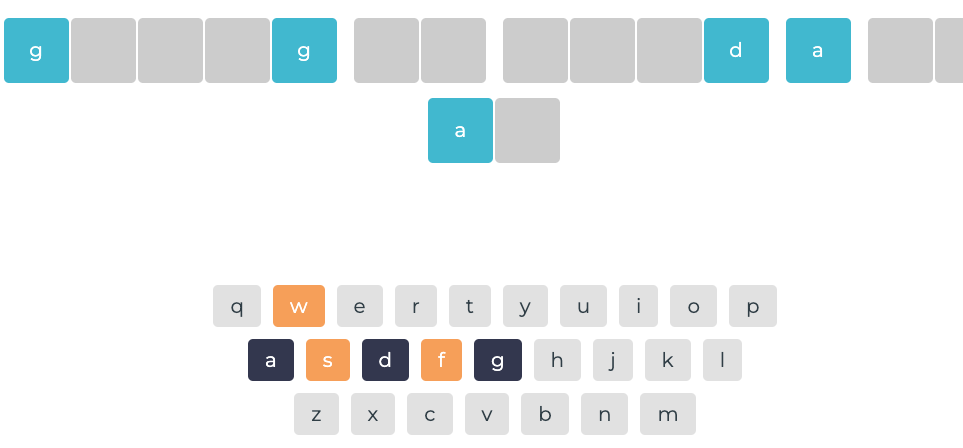 g g d a
a
q w e r t y u i o p
a s d f g h j k l
z x c v b n m